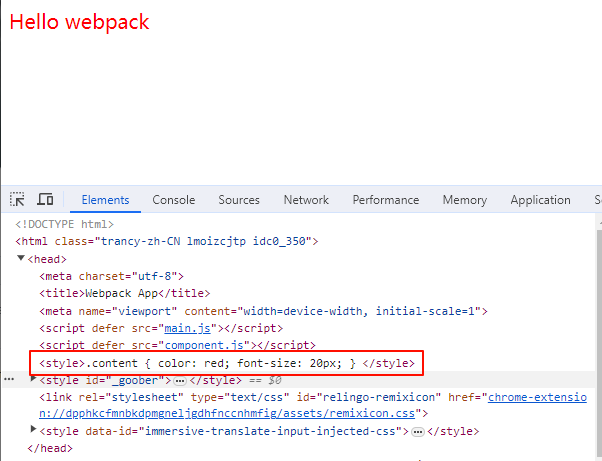 Hello webpack
Elements Console Sources Network Performance Memory Application S
<!DOCTYPE html>
<html class="trancy-zh-CN lmoizcjtp idc0_350">
<head>
<meta charset="utf-8">
<title>Webpack App</title>
<meta name="viewport" content="width=device-width, initial-scale=1">
<script defer src="main.js"></script>
<script defer src="component.js"></script>
<style>.content { color: red; font-size: 20px; } </style>
<style id="_goober">…</style> == $0
<link rel="stylesheet" type="text/css" id="relingo-remixicon" href="chrome-extensio
n://dpphkcfmnbkdpmgneljgdhfnccnhmfig/assets/remixicon.css">
<style data-id="immersive-translate-input-injected-css">…</style>
</head>